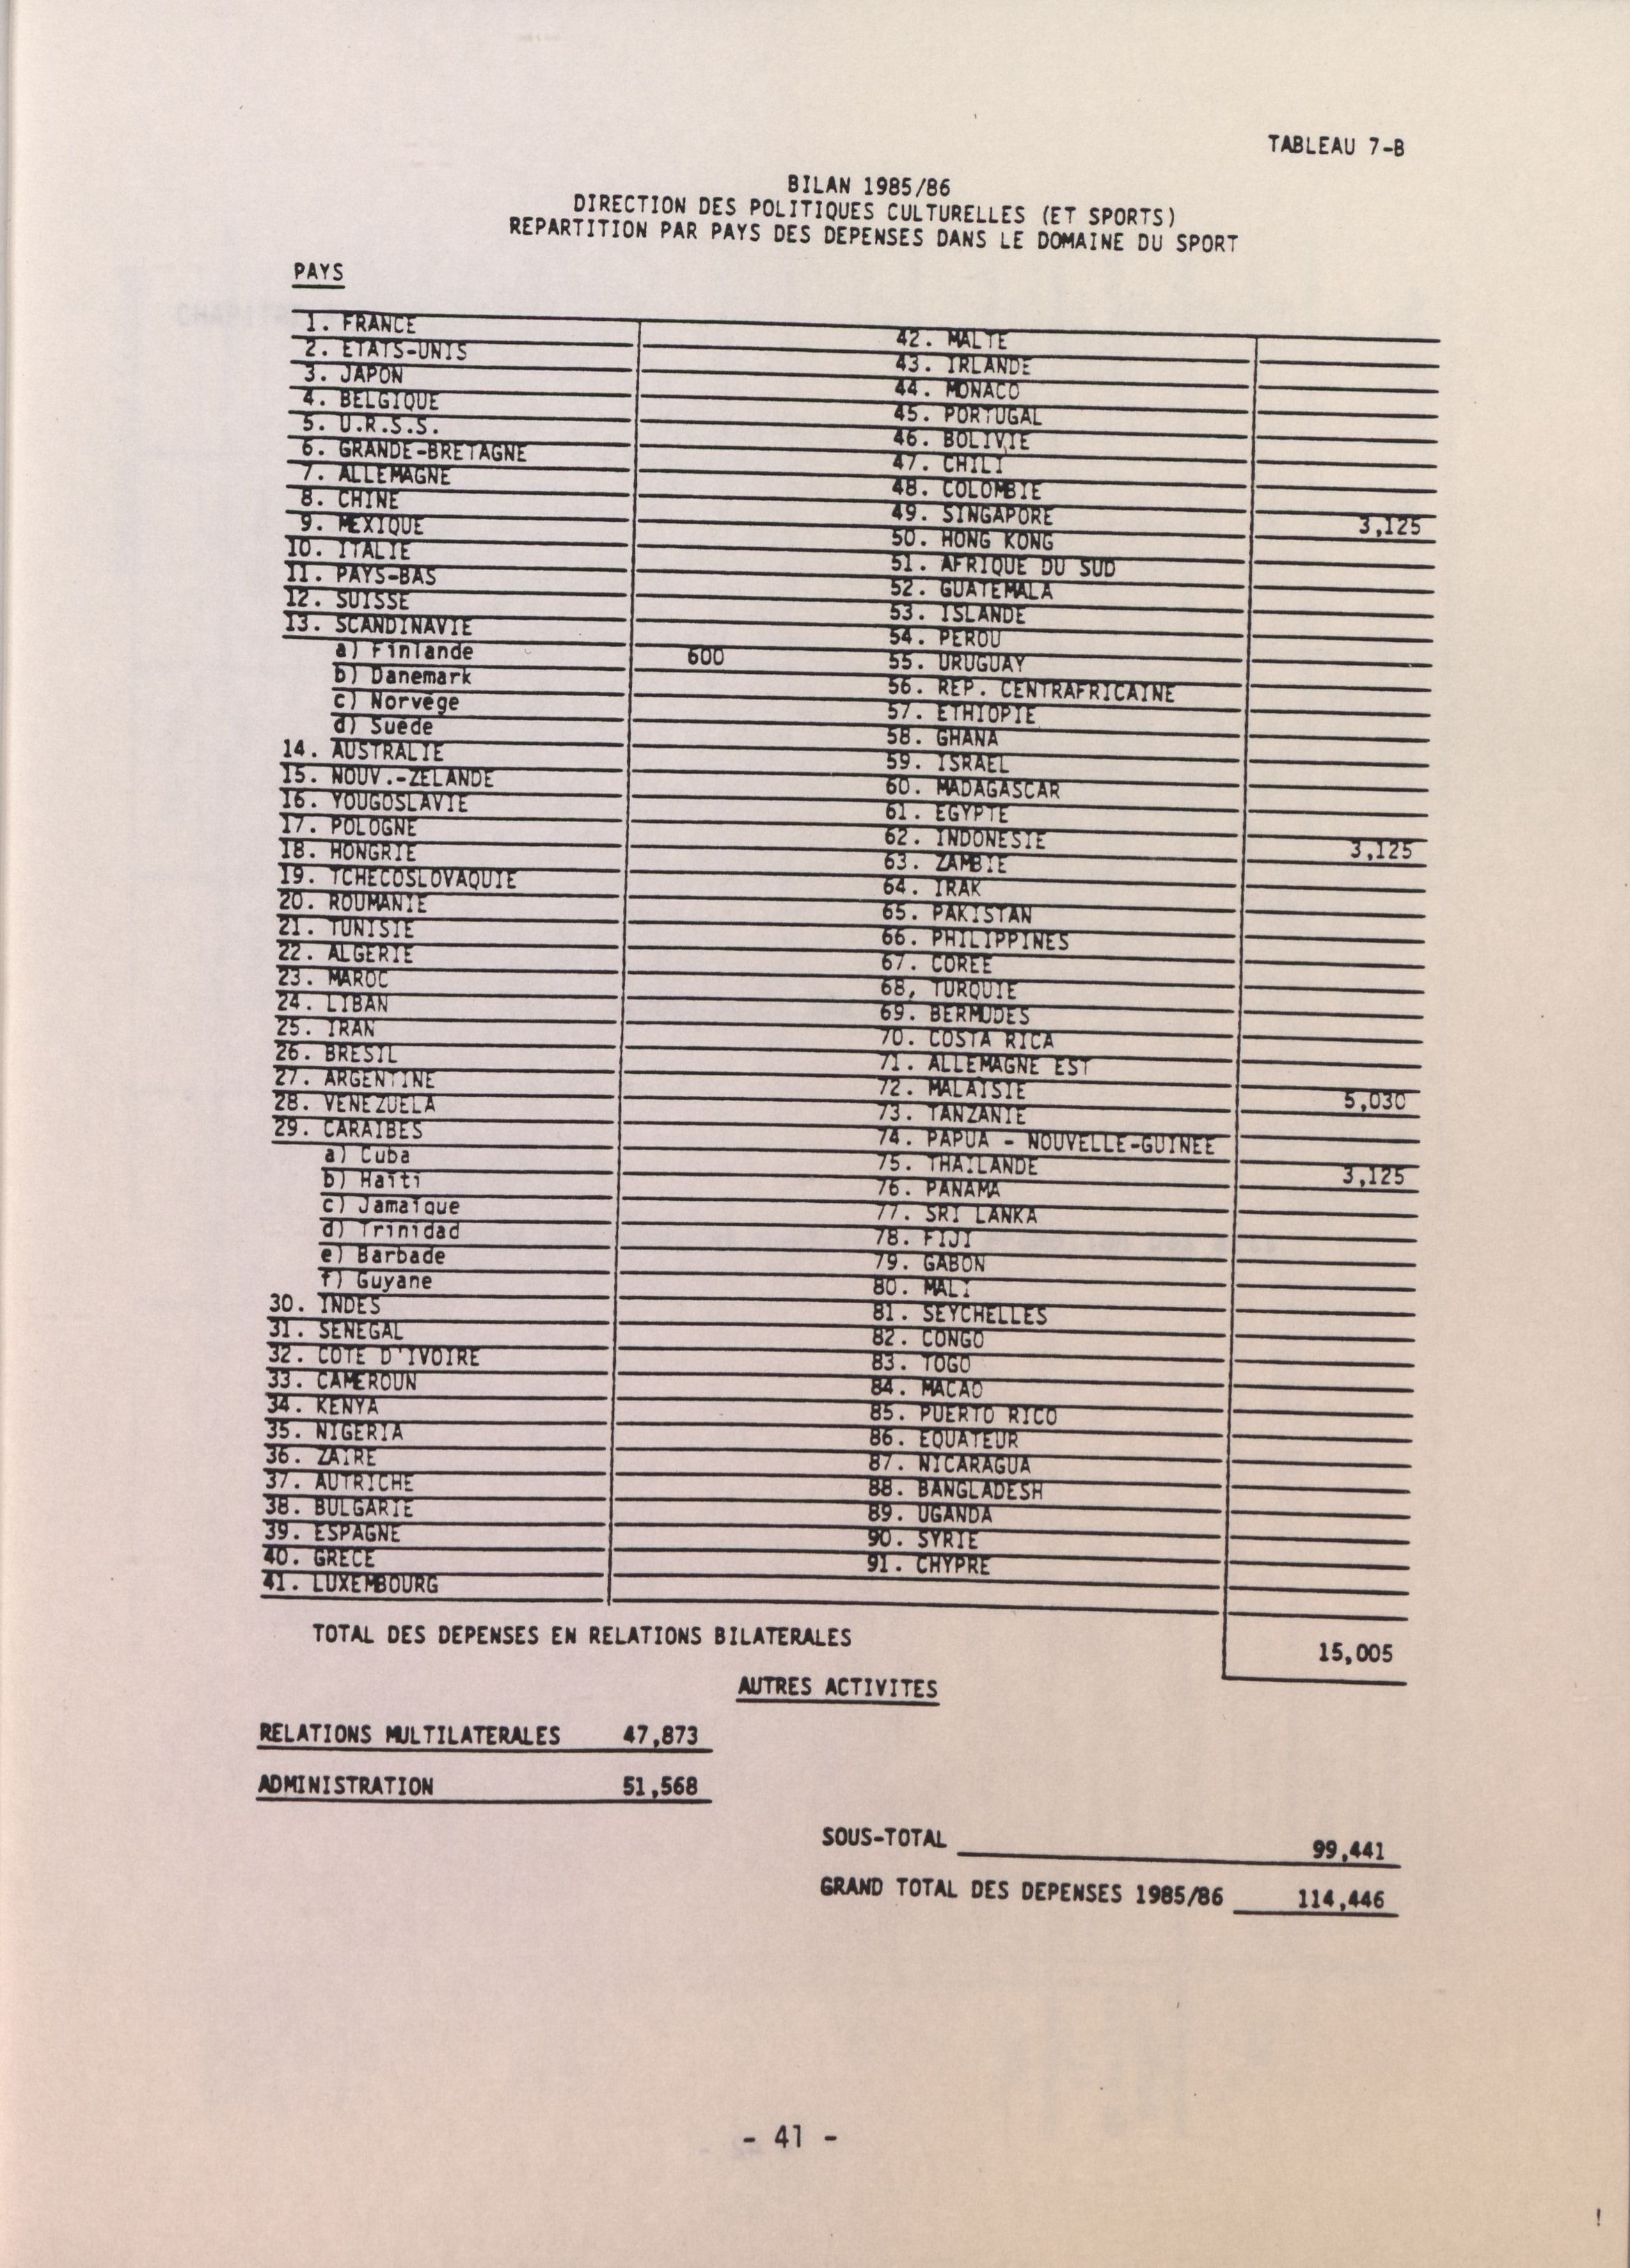 TABLEAU 7-B
BILAN 1985/86
DIRECTION DES POLITIQUES CULTURELLES (ET SPORTS)
REPARTITION PAR PAYS DES DEPENSES DANS LE DOMAINE DU SPORT
PAYS
1. FRANCE
2. ETATS-UNIS
3. JAPON
4. BELGIQUE
5. U.R.S.S.
6. GRANDE-BRETAGNE
7. ALLEMAGNE
8. CHINE
9. MEXIQUE
10. ITALIE
11. PAYS-BAS
12. SUISSE
13. SCANDINAVIE
a) Finlande 600
b) Danemark
c) Norvége
d) Suède
14. AUSTRALIE
15. NOUV.-ZELANDE
16. YOUGOSLAVIE
17. POLOGNE
18. HONGRIE
19. TCHECOSLOVAQUIE
20. ROUMANIE
21. TUNISIE
22. ALGERIE
23. MAROC
24. LIBAN
25. IRAN
26. BRESIL
27. ARGENTINE
28. VENEZUELA
29. CARAIBES
a) Cuba
b) Haïti
c) Jamaïque
d) Trinidad
e) Barbade
f) Guyane
30. INDES
31. SENEGAL
32. COTE D'IVOIRE
33. CAMEROUN
34. KENYA
35. NIGERIA
36. ZAIRE
37. AUTRICHE
38. BULGARIE
39. ESPAGNE
40. GRECE
41. LUXEMBOURG
42. MALTE
43. IRLANDE
44. MONACO
45. PORTUGAL
46. BOLIVIE
47. CHILI
48. COLOMBIE
49. SINGAPORE 3,125
50. HONG KONG
51. AFRIQUE DU SUD
52. GUATEMALA
53. ISLANDE
54. PEROU
55. URUGUAY
56. REP. CENTRAFRICAINE
57. ETHIOPIE
58. GHANA
59. ISRAEL
60. MADAGASCAR
61. EGYPTE
62. INDONESIE 3,125
63. ZAMBIE
64. IRAK
65. PAKISTAN
66. PHILIPPINES
67. COREE
68, TURQUIE
69. BERMUDES
70. COSTA RICA
71. ALLEMAGNE EST
72. MALAISIE 5,030
73. TANZANIE
74. PAPUA - NOUVELLE-GUINEE
75. THAILANDE 3,125
76. PANAMA
77. SRI LANKA
78. FIJI
79. GABON
80. MALI
81. SEYCHELLES
82. CONGO
83. TOGO
84. MACAO
85. PUERTO RICO
86. EQUATEUR
87. NICARAGUA
88. BANGLADESH
89. UGANDA
90. SYRIE
91. CHYPRE
TOTAL DES DEPENSES EN RELATIONS BILATERALES 15,005
AUTRES ACTIVITES
RELATIONS MULTILATERALES 47,873
ADMINISTRATION 51,568
SOUS-TOTAL 99,441
GRAND TOTAL DES DEPENSES 1985/86 114,446
- 41 -